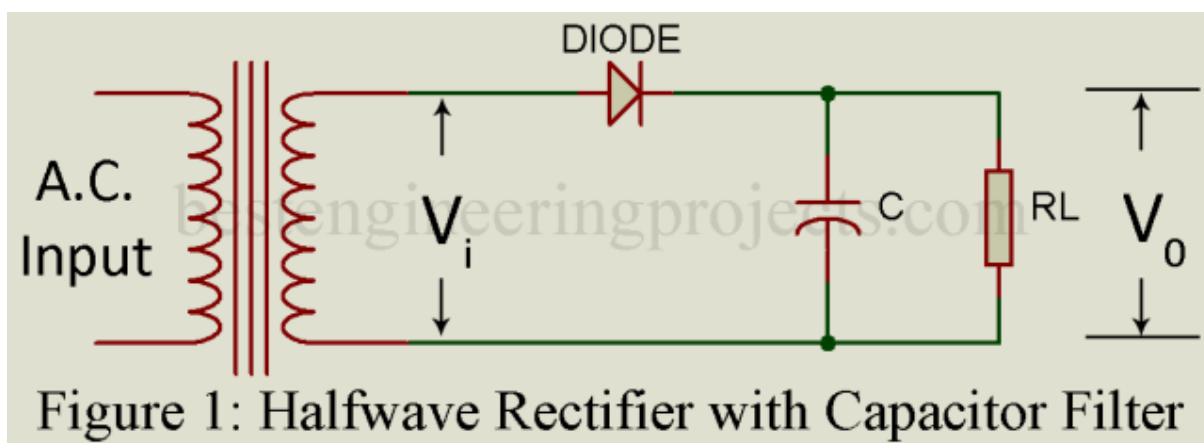 DIODE
A.C.
Input
Vi
C
RL
V0
bestengineeringprojects.com
Figure 1: Halfwave Rectifier with Capacitor Filter